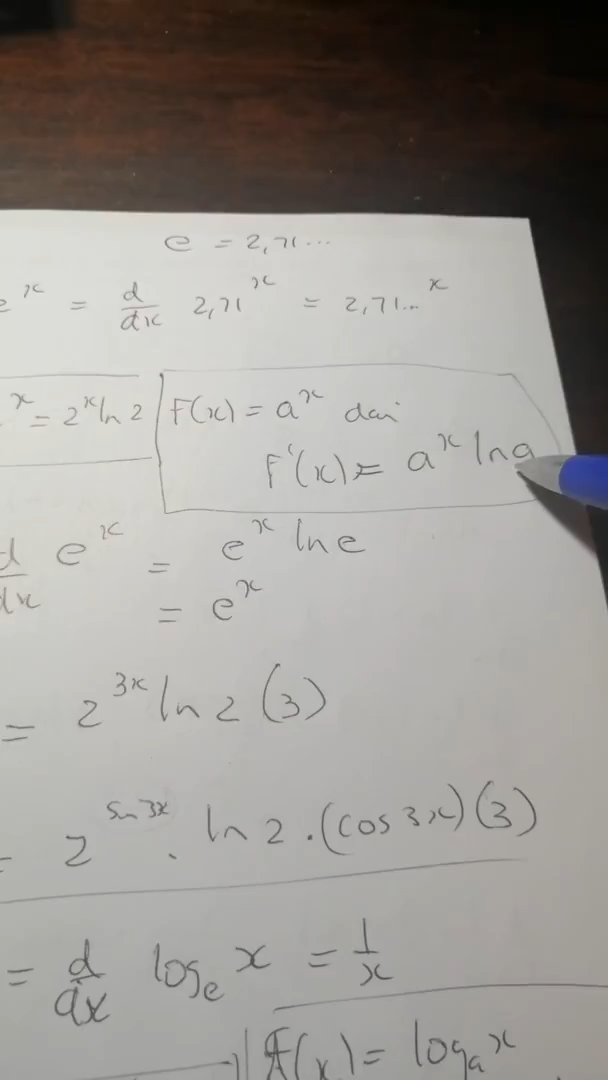 e = 2,71...
e^x = d/dx 2,71^x = 2,71...^x
^x = 2^x ln 2
F(x) = a^x dan
F'(x) = a^x ln a
d/dx e^x = e^x ln e
= e^x
= 2^3x ln 2 (3)
= 2^sin 3x . ln 2 . (cos 3x)(3)
= d/dx log_e x = 1/x
F(x) = log_a x